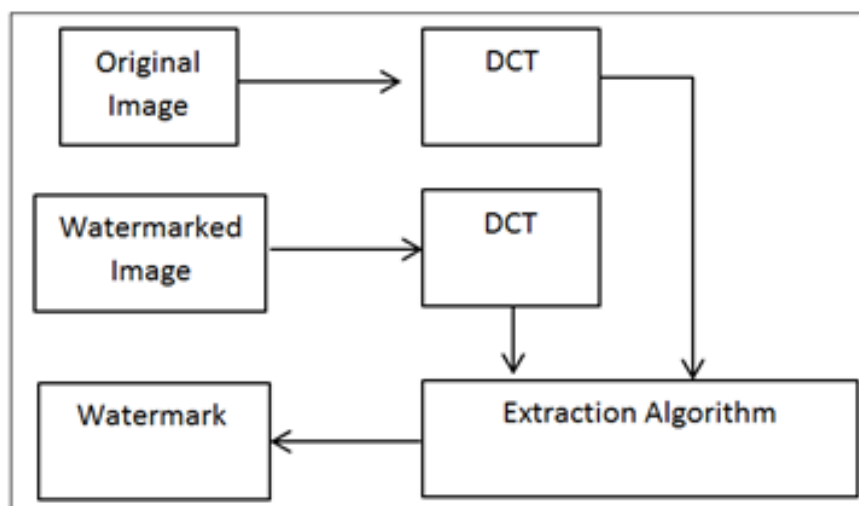 Original
Image
DCT
Watermarked
Image
DCT
Watermark
Extraction Algorithm